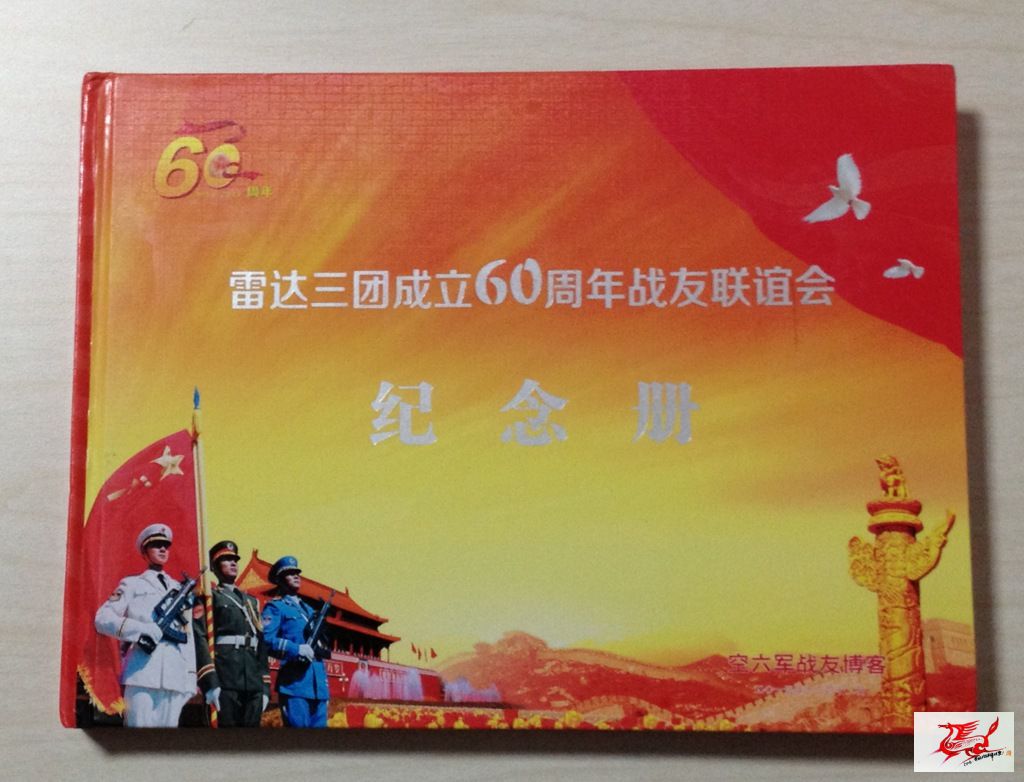 60周年
雷达三团成立60周年战友联谊会
纪念册
空六军战友博客